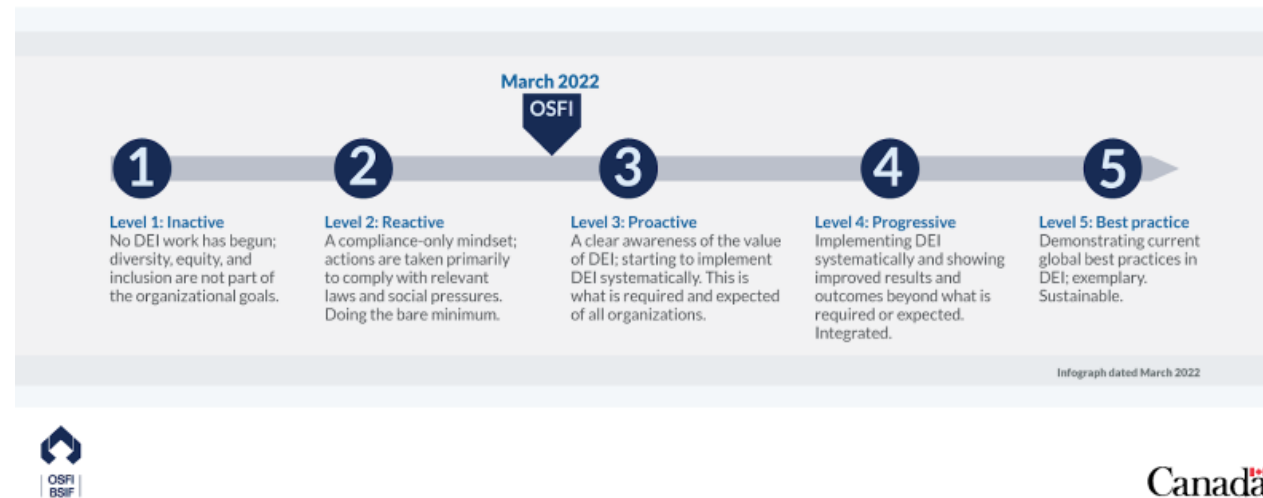 March 2022
OSFI
1
2
3
4
5
Level 1: Inactive
No DEI work has begun;
diversity, equity, and
inclusion are not part of
the organizational goals.
Level 2: Reactive
A compliance-only mindset;
actions are taken primarily
to comply with relevant
laws and social pressures.
Doing the bare minimum.
Level 3: Proactive
A clear awareness of the value
of DEI; starting to implement
DEI systematically. This is
what is required and expected
of all organizations.
Level 4: Progressive
Implementing DEI
systematically and showing
improved results and
outcomes beyond what is
required or expected.
Integrated.
Level 5: Best practice
Demonstrating current
global best practices in
DEI; exemplary.
Sustainable.
Infograph dated March 2022
OSFI
BSIF
Canada